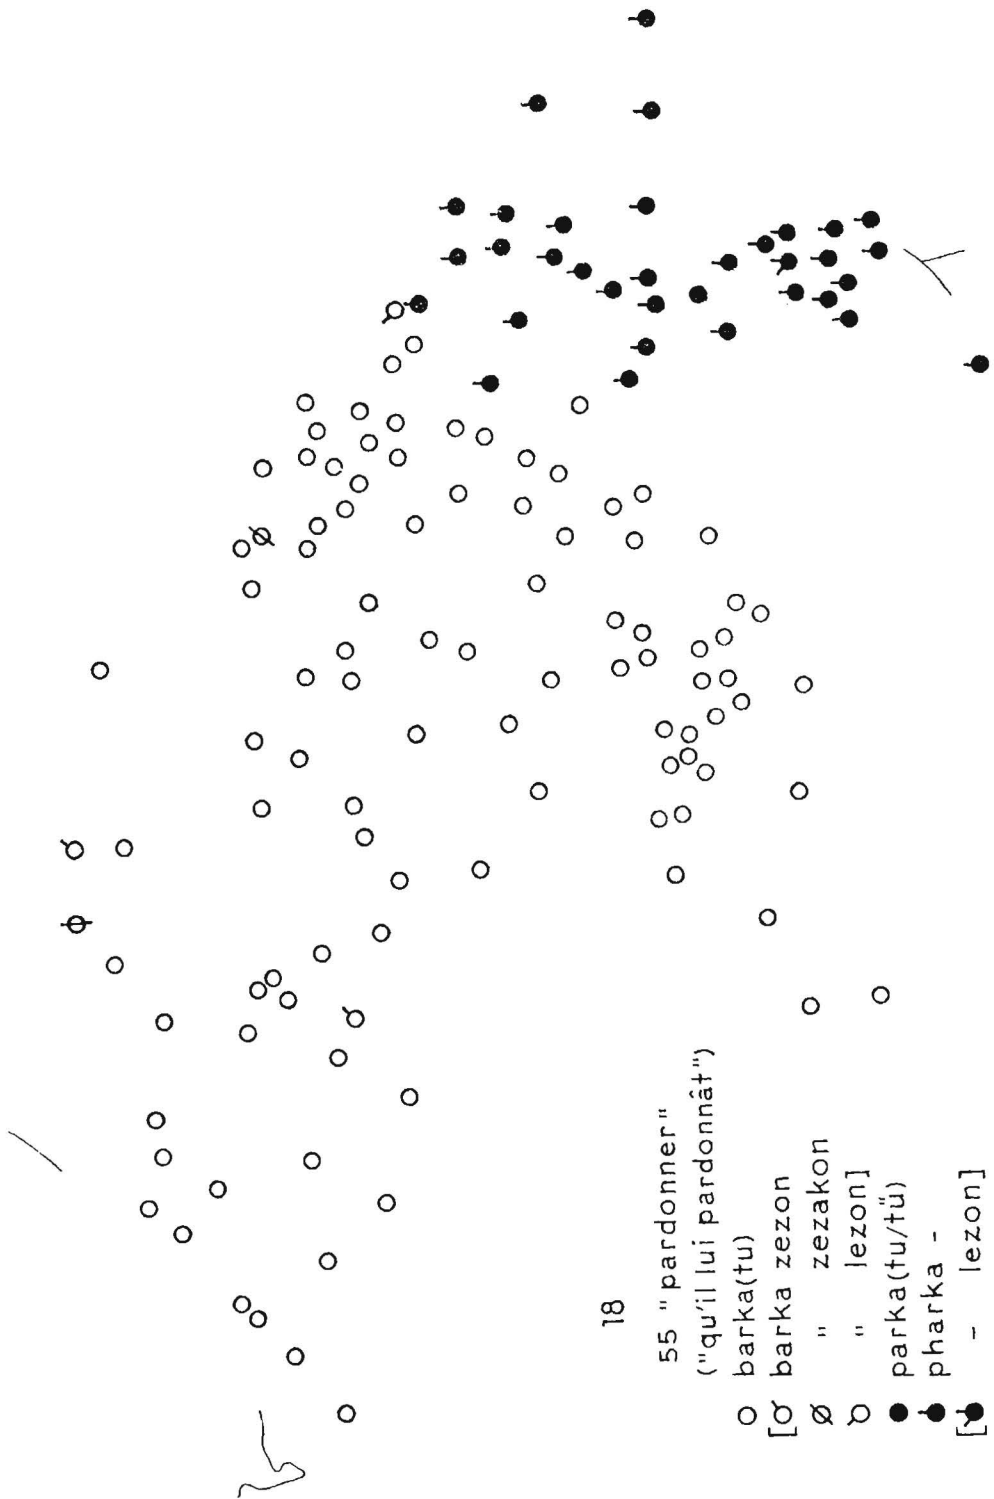 18
55 "pardonner"
("qu'il lui pardonnât")
barka(tu)
[ barka zezon
" zezakon
" lezon]
parka(tu/tü)
pharka -
[ - lezon]